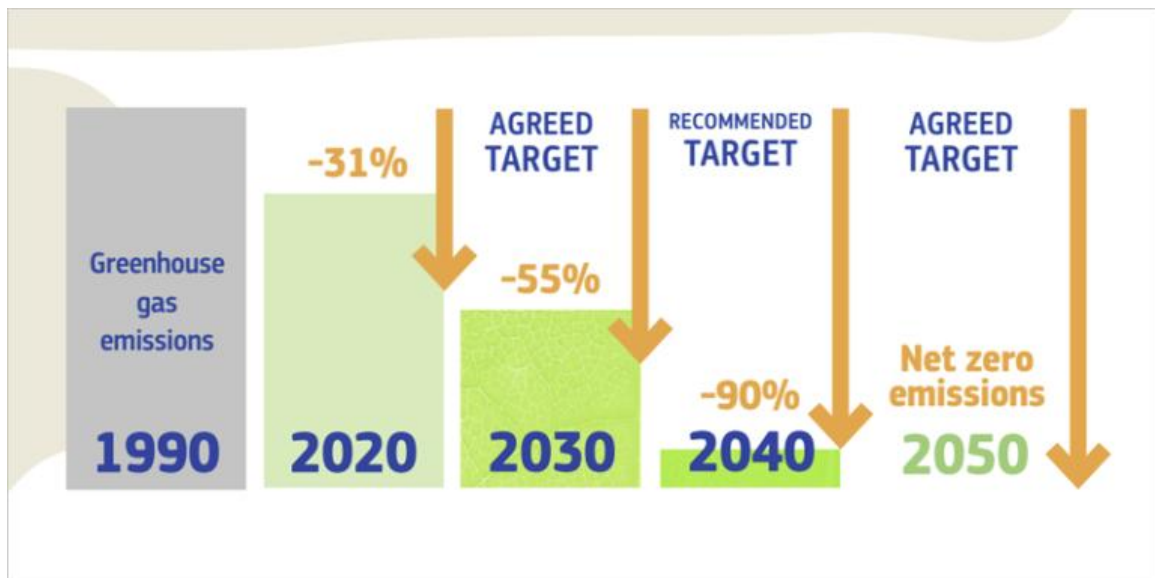 Greenhouse
gas
emissions
1990
-31%
2020
AGREED
TARGET
-55%
2030
RECOMMENDED
TARGET
-90%
2040
AGREED
TARGET
Net zero
emissions
2050